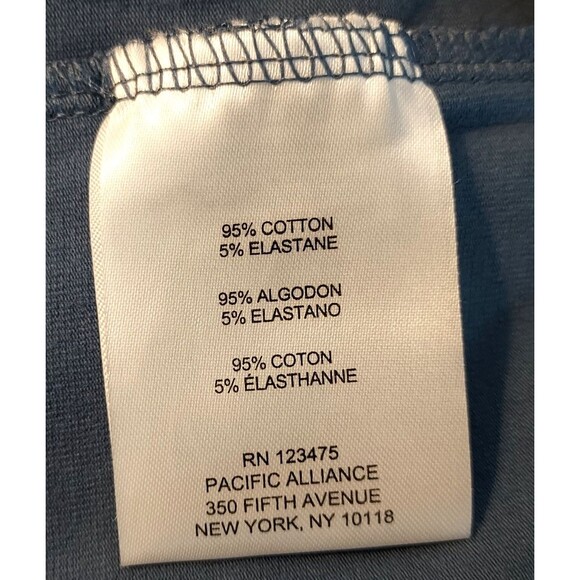 95% COTTON
5% ELASTANE
95% ALGODON
5% ELASTANO
95% COTON
5% ÉLASTHANNE
RN 123475
PACIFIC ALLIANCE
350 FIFTH AVENUE
NEW YORK, NY 10118